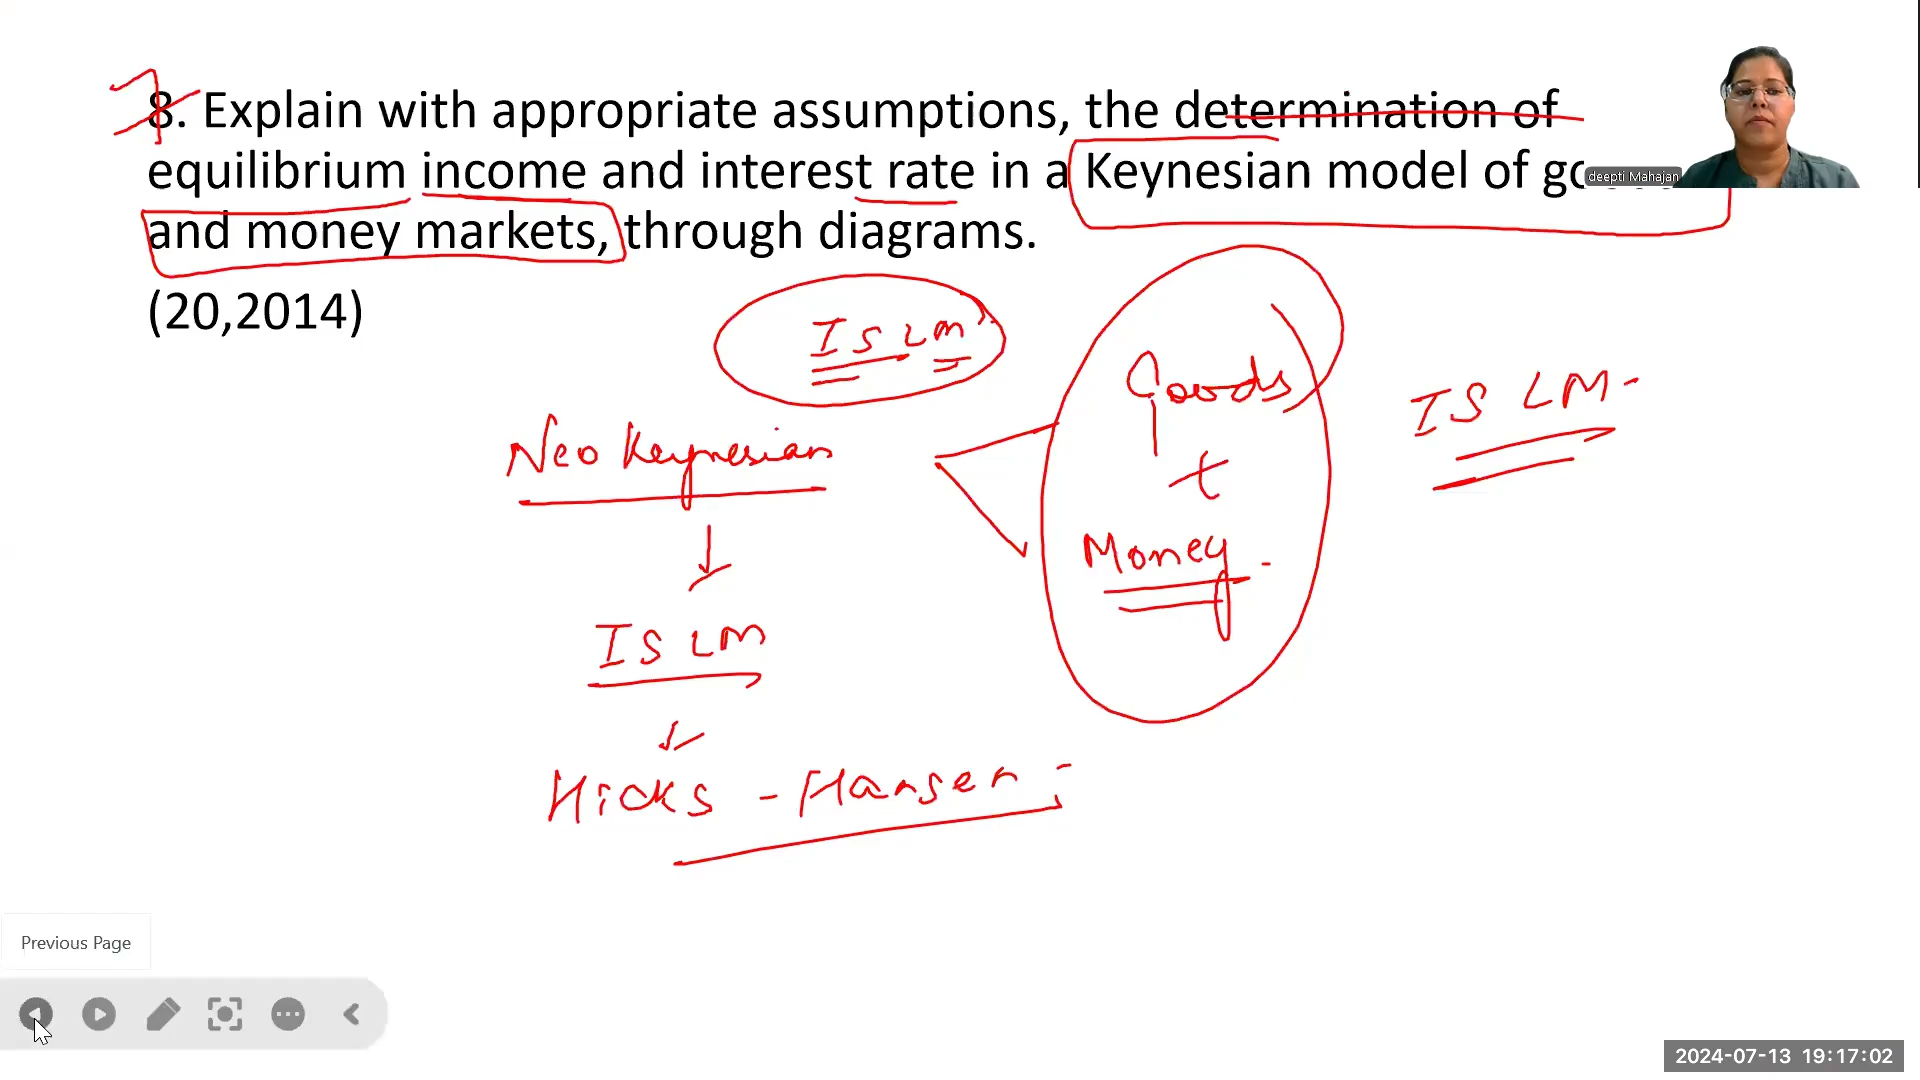 7
8. Explain with appropriate assumptions, the determination of
equilibrium income and interest rate in a Keynesian model of
and money markets, through diagrams.
(20,2014)
deepti Mahajan
IS LM
Goods
+
Money
IS LM
Neo Keynesian
IS LM
Hicks - Hansen
Previous Page
2024-07-13 19:17:02